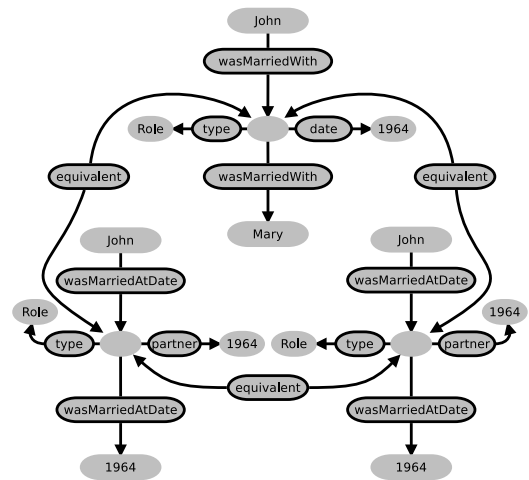 John
wasMarriedWith
Role type date 1964
equivalent equivalent
wasMarriedWith
Mary
John John
wasMarriedAtDate wasMarriedAtDate
Role 1964
type partner 1964 Role type partner
equivalent
wasMarriedAtDate wasMarriedAtDate
1964 1964